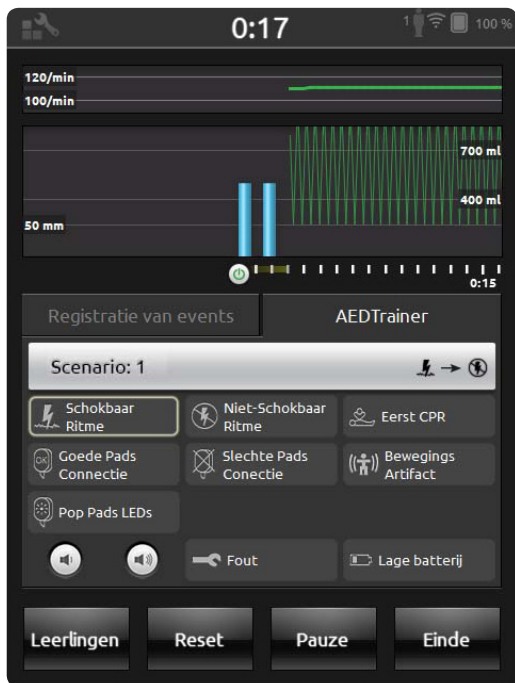 0:17
1
100 %
120/min
100/min
700 ml
400 ml
50 mm
0:15
Registratie van events
AEDTrainer
Scenario: 1
Schokbaar
Ritme
Niet-Schokbaar
Ritme
Eerst CPR
OK
Goede Pads
Connectie
Slechte Pads
Conectie
Bewegings
Artifact
Pop Pads LEDs
Fout
Lage batterij
Leerlingen
Reset
Pauze
Einde